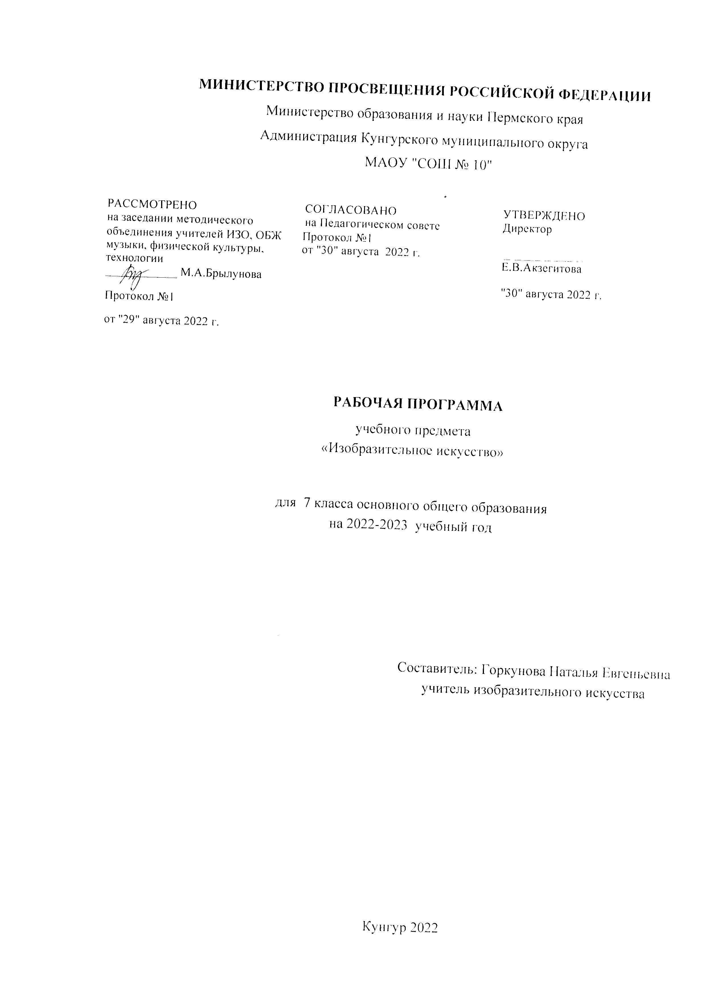 МИНИСТЕРСТВО ПРОСВЕЩЕНИЯ РОССИЙСКОЙ ФЕДЕРАЦИИ
Министерство образования и науки Пермского края
Администрация Кунгурского муниципального округа
МАОУ "СОШ № 10"
РАССМОТРЕНО
на заседании методического
объединения учителей ИЗО, ОБЖ
музыки, физической культуры,
технологии
М.А.Брылунова
Протокол №1
от "29" августа 2022 г.
СОГЛАСОВАНО
на Педагогическом совете
Протокол №1
от "30" августа 2022 г.
УТВЕРЖДЕНО
Директор
Е.В.Акзегитова
"30" августа 2022 г.
РАБОЧАЯ ПРОГРАММА
учебного предмета
«Изобразительное искусство»
для 7 класса основного общего образования
на 2022-2023 учебный год
Составитель: Горкунова Наталья Евгеньевна
учитель изобразительного искусства
Кунгур 2022